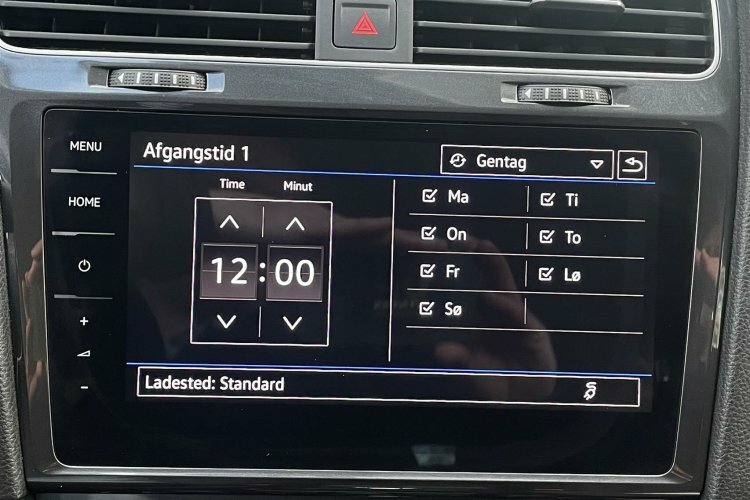 MENU
HOME
Afgangstid 1
Gentag
Time Minut
12:00
Ma Ti
On To
Fr Lø
Sø
Ladested: Standard
+
-